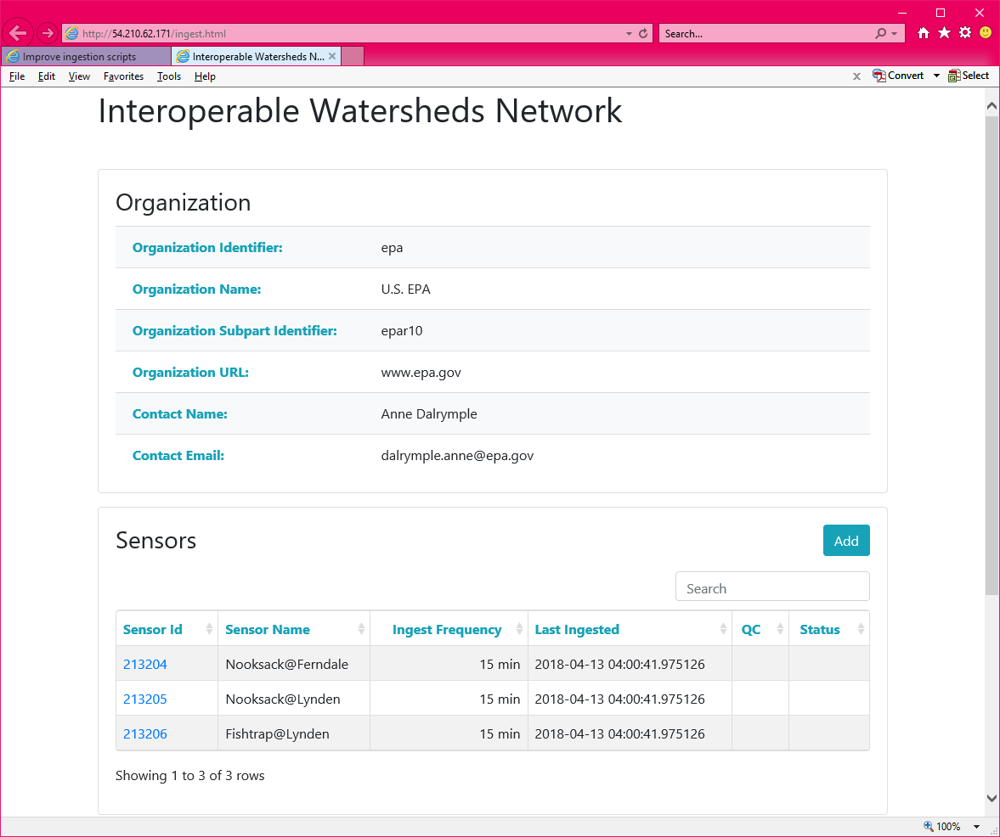 http://54.210.62.171/ingest.html
Search...
Improve ingestion scripts
Interoperable Watersheds N...
File Edit View Favorites Tools Help
x Convert Select
Interoperable Watersheds Network
Organization
Organization Identifier: epa
Organization Name: U.S. EPA
Organization Subpart Identifier: epar10
Organization URL: www.epa.gov
Contact Name: Anne Dalrymple
Contact Email: dalrymple.anne@epa.gov
Sensors
Add
Search
Sensor Id Sensor Name Ingest Frequency Last Ingested QC Status
213204 Nooksack@Ferndale 15 min 2018-04-13 04:00:41.975126
213205 Nooksack@Lynden 15 min 2018-04-13 04:00:41.975126
213206 Fishtrap@Lynden 15 min 2018-04-13 04:00:41.975126
Showing 1 to 3 of 3 rows
100%